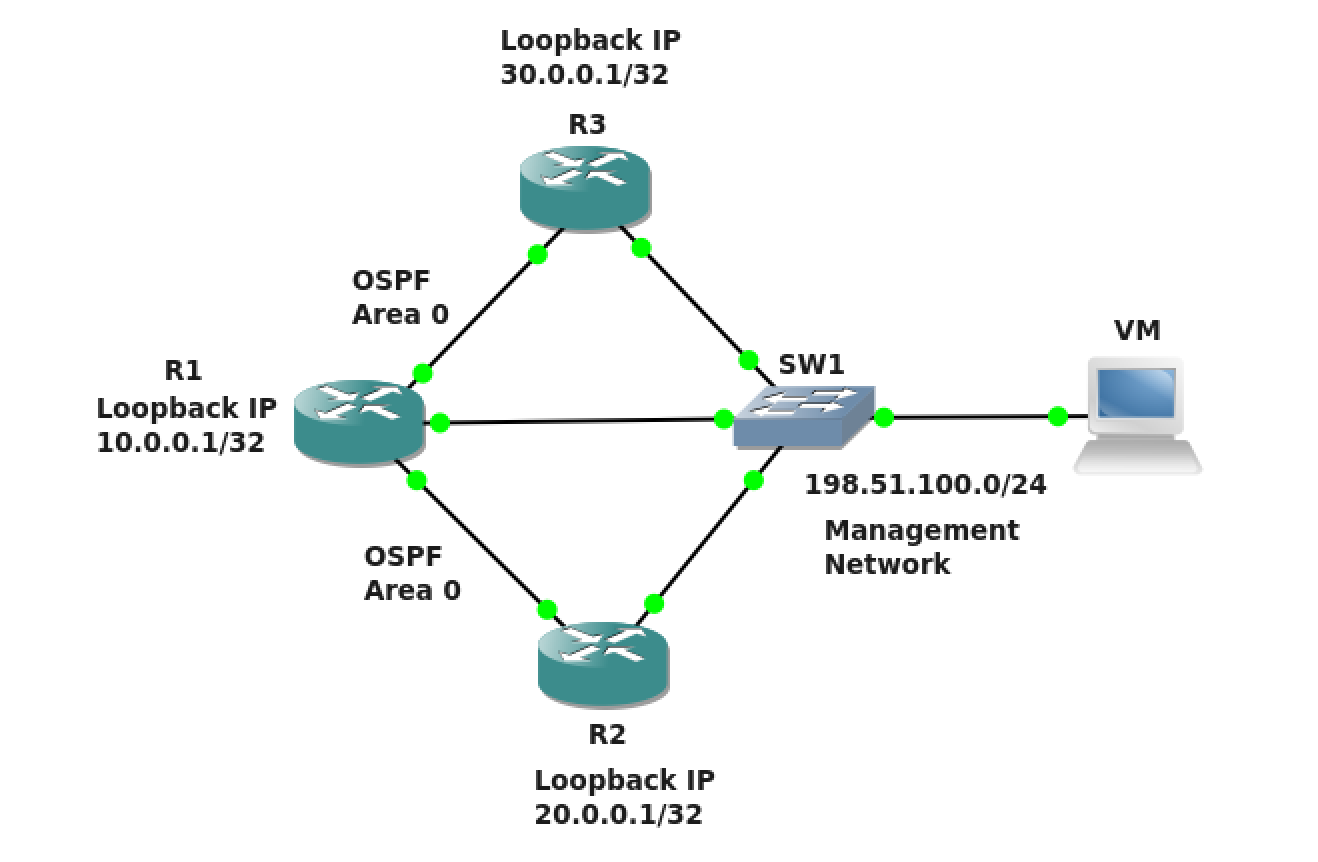 Loopback IP
30.0.0.1/32
R3
OSPF
Area 0
VM
SW1
R1
Loopback IP
10.0.0.1/32
198.51.100.0/24
Management
Network
OSPF
Area 0
R2
Loopback IP
20.0.0.1/32